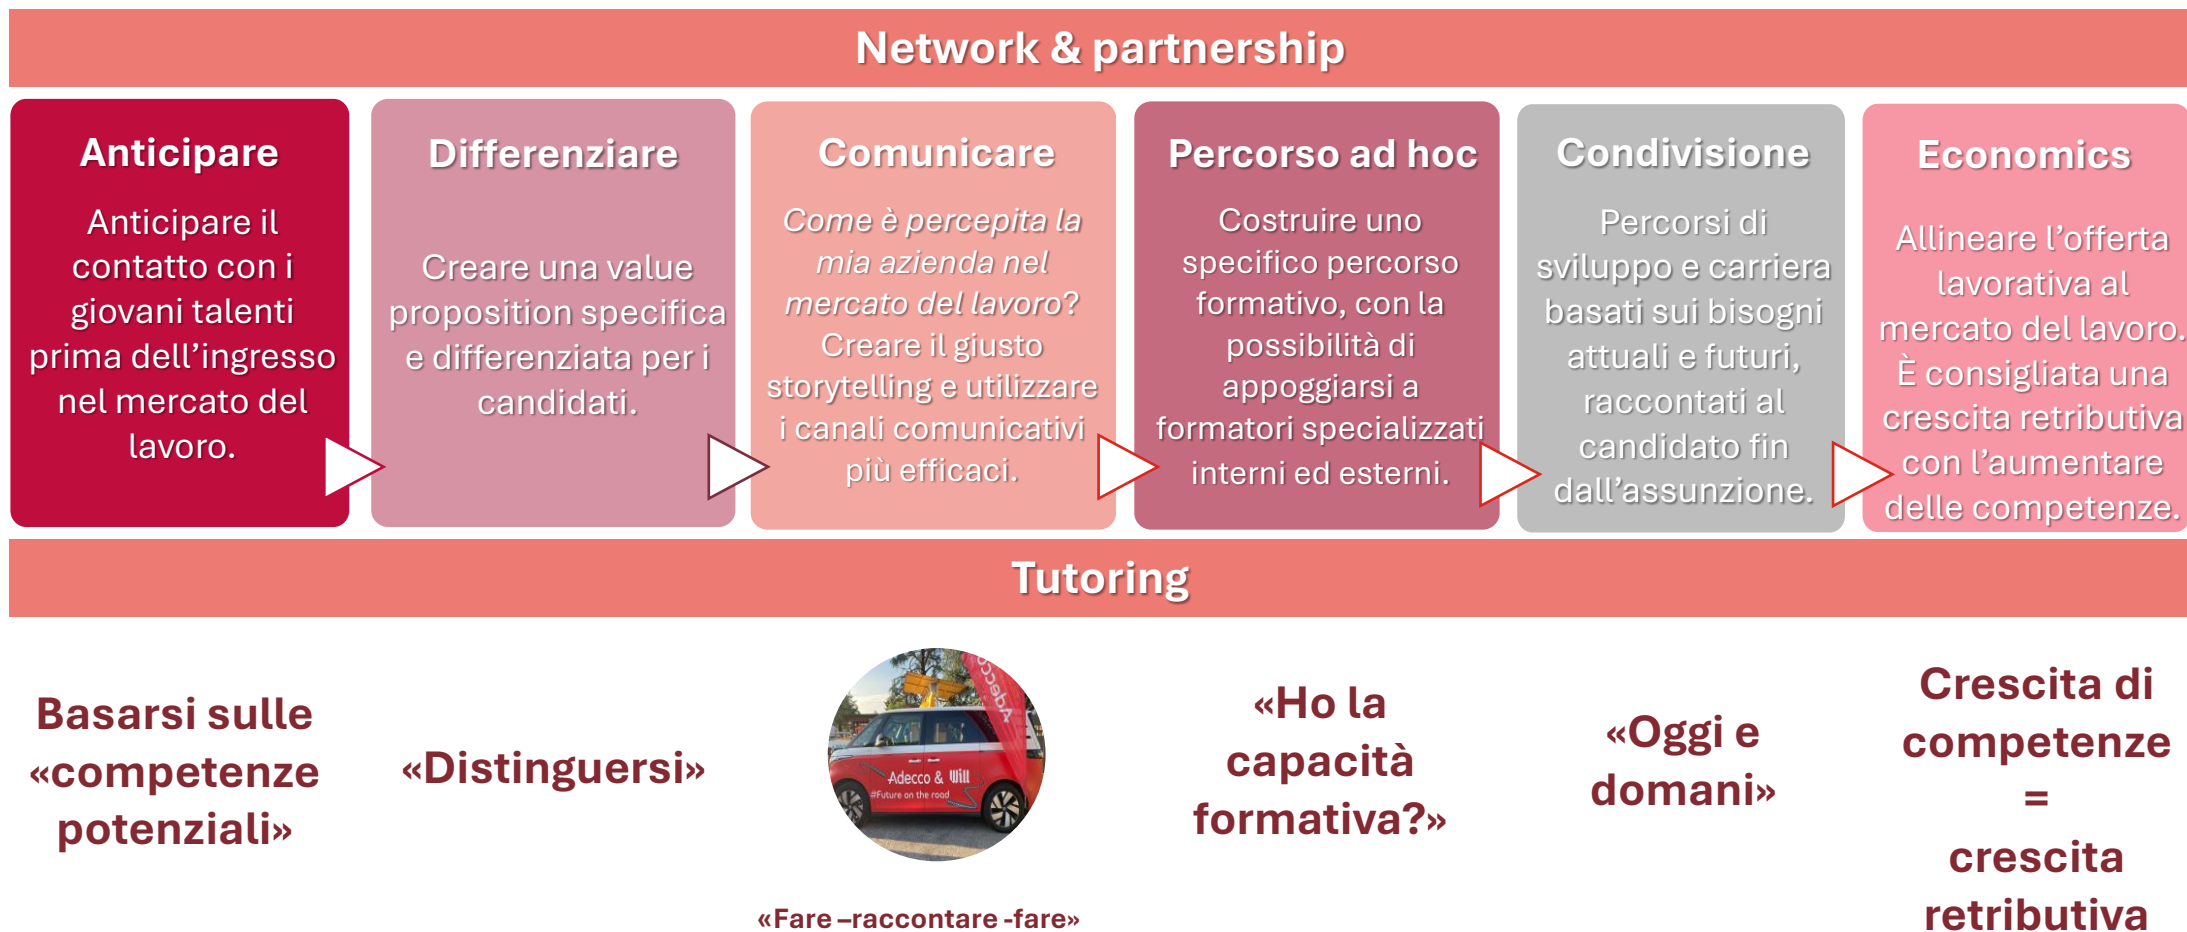 Network & partnership
Anticipare
Anticipare il
contatto con i
giovani talenti
prima dell’ingresso
nel mercato del
lavoro.
Differenziare
Creare una value
proposition specifica
e differenziata per i
candidati.
Comunicare
Come è percepita la
mia azienda nel
mercato del lavoro?
Creare il giusto
storytelling e utilizzare
i canali comunicativi
più efficaci.
Percorso ad hoc
Costruire uno
specifico percorso
formativo, con la
possibilità di
appoggiarsi a
formatori specializzati
interni ed esterni.
Condivisione
Percorsi di
sviluppo e carriera
basati sui bisogni
attuali e futuri,
raccontati al
candidato fin
dall’assunzione.
Economics
Allineare l’offerta
lavorativa al
mercato del lavoro.
È consigliata una
crescita retributiva
con l’aumentare
delle competenze.
Tutoring
Basarsi sulle
«competenze
potenziali»
«Distinguersi»
Adecco
Adecco & Will
#Future on the road
«Fare –raccontare -fare»
«Ho la
capacità
formativa?»
«Oggi e
domani»
Crescita di
competenze
=
crescita
retributiva